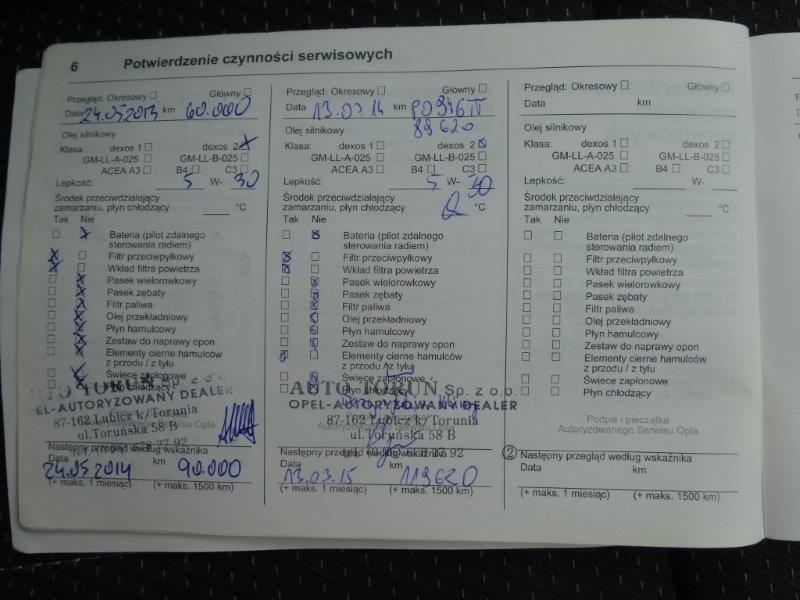 6 Potwierdzenie czynności serwisowych
Przegląd: Okresowy ☐ Główny ☐
Data 24.05.2013 km 60.000
Olej silnikowy
Klasa: dexos 1 ☐ dexos 2 x
GM-LL-A-025 ☐ GM-LL-B-025 ☐
ACEA A3 ☐ B4 ☐ C3 ☐
Lepkość: 5 W- 30
Środek przeciwdziałający
zamarzaniu, płyn chłodzący ____ °C
Tak Nie
Bateria (pilot zdalnego
sterowania radiem)
Filtr przeciwpyłkowy
Wkład filtra powietrza
Pasek wielorowkowy
Pasek zębaty
Filtr paliwa
Olej przekładniowy
Płyn hamulcowy
Zestaw do naprawy opon
Elementy cierne hamulców
z przodu / z tyłu
Świece zapłonowe
AUTO TORUŃ Sp. z o.o.
OPEL-AUTORYZOWANY DEALER
87-162 Lubicz k/Torunia
ul. Toruńska 58 B
Następny przegląd według wskaźnika
Data km
24.05.2014 90.000
(+ maks. 1 miesiąc) (+ maks. 1500 km)
Przegląd: Okresowy ☐ Główny ☐
Data 13.03.14 km
89620
Olej silnikowy
Klasa: dexos 1 ☐ dexos 2 x
GM-LL-A-025 ☐ GM-LL-B-025 ☐
ACEA A3 ☐ B4 ☐ C3 ☐
Lepkość: 5 W- 30
Środek przeciwdziałający
zamarzaniu, płyn chłodzący °C
Tak Nie
Bateria (pilot zdalnego
sterowania radiem)
Filtr przeciwpyłkowy
Wkład filtra powietrza
Pasek wielorowkowy
Pasek zębaty
Filtr paliwa
Olej przekładniowy
Płyn hamulcowy
Zestaw do naprawy opon
Elementy cierne hamulców
z przodu / z tyłu
Świece zapłonowe
Płyn chłodzący
AUTO TORUŃ Sp. z o.o.
OPEL-AUTORYZOWANY DEALER
87-162 Lubicz k/Torunia
Autoryzowanego Serwisu Opla
ul. Toruńska 58 B
Następny przegląd według wskaźnika
Data km
13.03.15 119620
(+ maks. 1 miesiąc) (+ maks. 1500 km)
Przegląd: Okresowy ☐ Główny ☐
Data km
Olej silnikowy
Klasa: dexos 1 ☐ dexos 2 ☐
GM-LL-A-025 ☐ GM-LL-B-025 ☐
ACEA A3 ☐ B4 ☐ C3 ☐
Lepkość: ____ W- ____
Środek przeciwdziałający
zamarzaniu, płyn chłodzący ____ °C
Tak Nie
Bateria (pilot zdalnego
sterowania radiem)
Filtr przeciwpyłkowy
Wkład filtra powietrza
Pasek wielorowkowy
Pasek zębaty
Filtr paliwa
Olej przekładniowy
Płyn hamulcowy
Zestaw do naprawy opon
Elementy cierne hamulców
z przodu / z tyłu
Świece zapłonowe
Płyn chłodzący
Podpis i pieczątka
Autoryzowanego Serwisu Opla
② Następny przegląd według wskaźnika
Data km
(+ maks. 1 miesiąc) (+ maks. 1500 km)